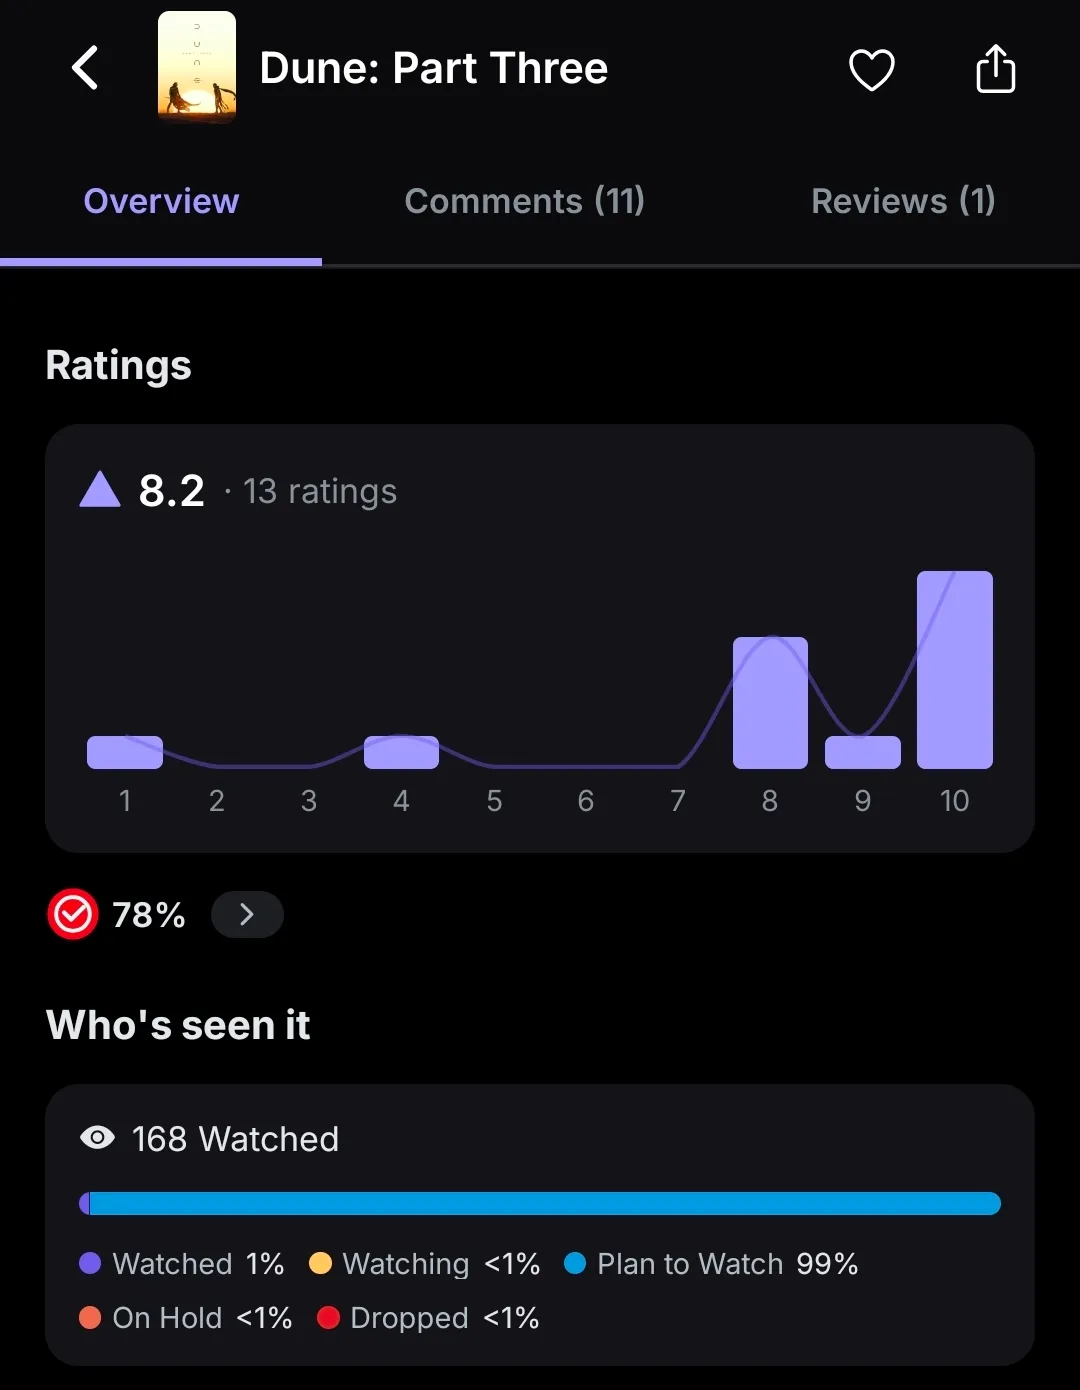 Dune: Part Three
Overview Comments (11) Reviews (1)
Ratings
8.2 · 13 ratings
1 2 3 4 5 6 7 8 9 10
78%
Who's seen it
168 Watched
Watched 1% Watching <1% Plan to Watch 99%
On Hold <1% Dropped <1%